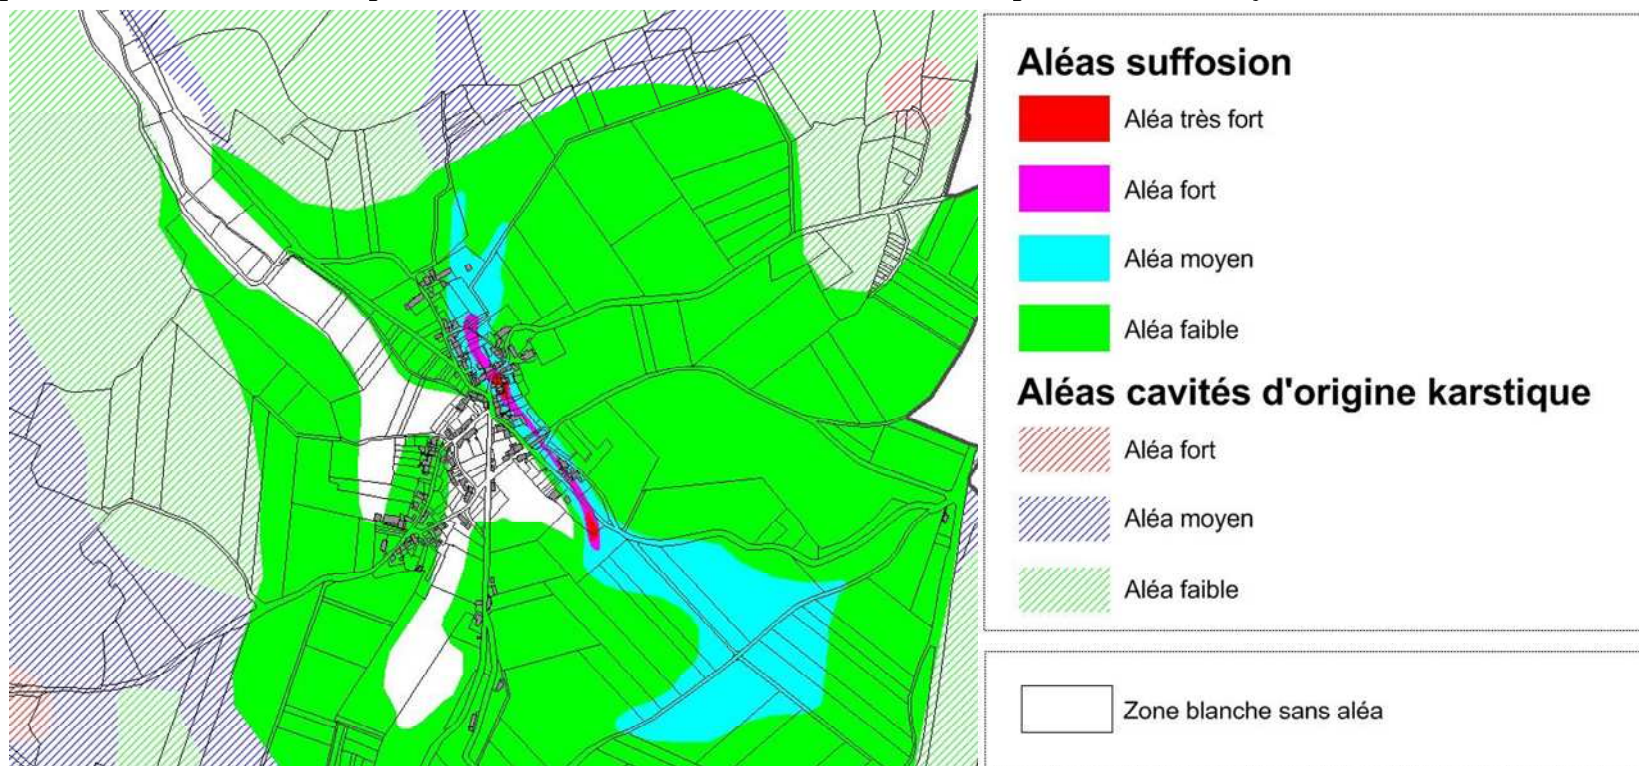 Aléas suffosion
Aléa très fort
Aléa fort
Aléa moyen
Aléa faible
Aléas cavités d'origine karstique
Aléa fort
Aléa moyen
Aléa faible
Zone blanche sans aléa